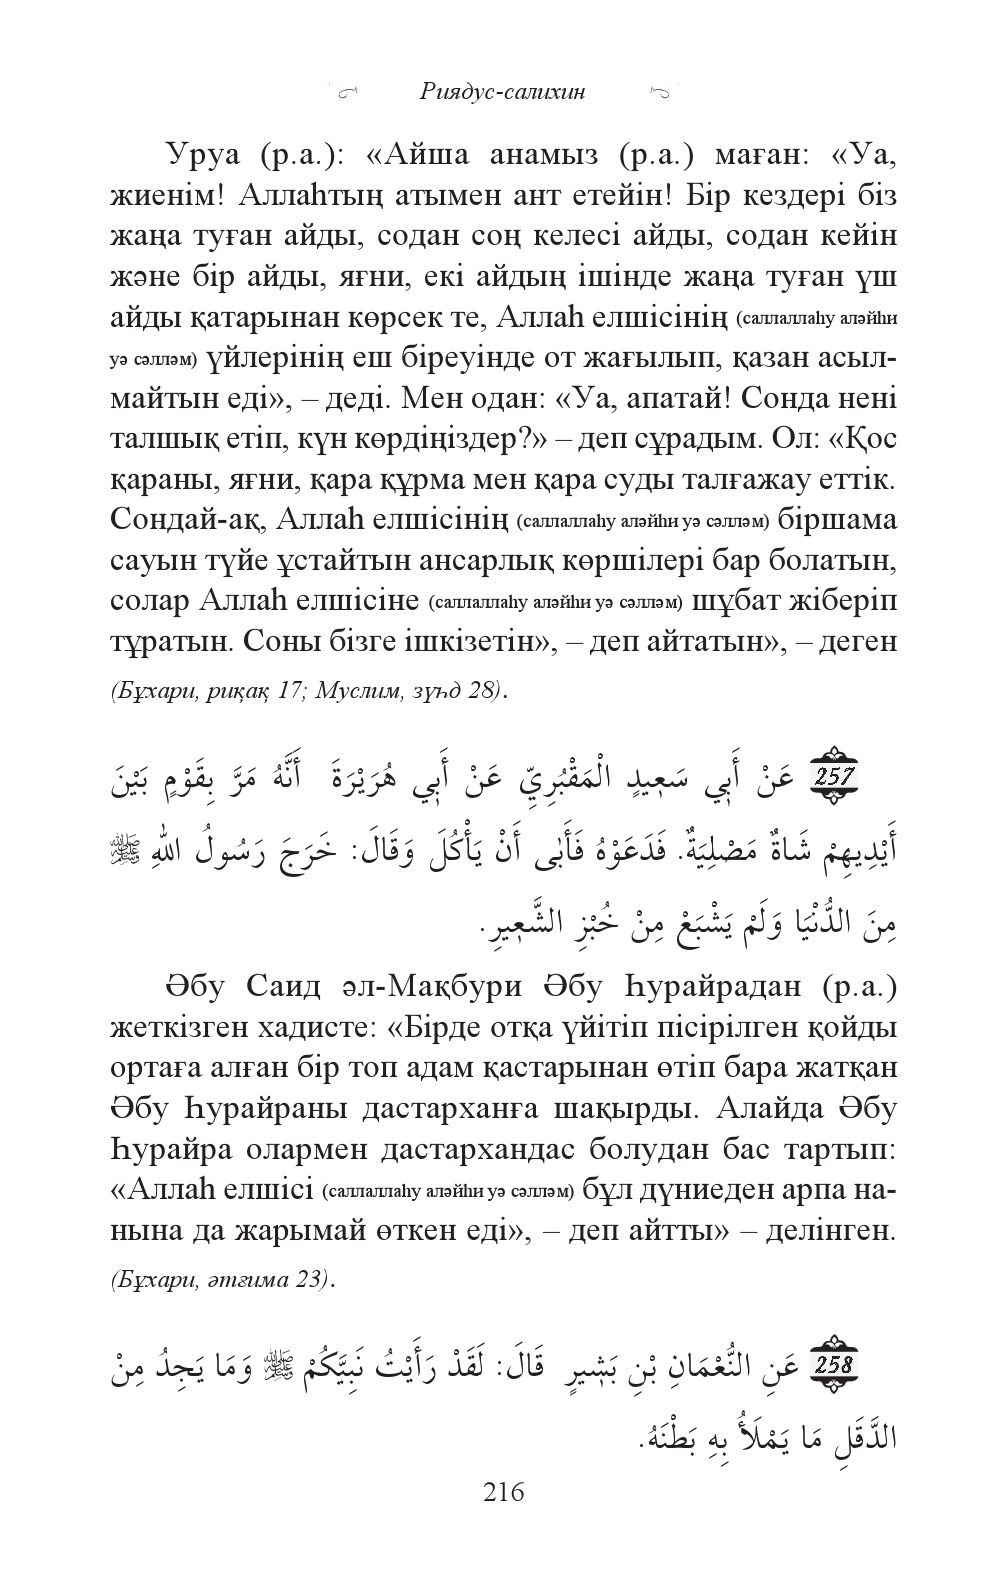 Риядус-салихин
Уруа (р.а.): «Айша анамыз (р.а.) маған: «Уа,
жиенім! Аллаһтың атымен ант етейін! Бір кездері біз
жаңа туған айды, содан соң келесі айды, содан кейін
және бір айды, яғни, екі айдың ішінде жаңа туған үш
айды қатарынан көрсек те, Аллаһ елшісінің (саллаллаһу аләйһи
уә сәлләм) үйлерінің еш біреуінде от жағылып, қазан асыл-
майтын еді», – деді. Мен одан: «Уа, апатай! Сонда нені
талшық етіп, күн көрдіңіздер?» – деп сұрадым. Ол: «Қос
қараны, яғни, қара құрма мен қара суды талғажау еттік.
Сондай-ақ, Аллаһ елшісінің (саллаллаһу аләйһи уә сәлләм) біршама
сауын түйе ұстайтын ансарлық көршілері бар болатын,
солар Аллаһ елшісіне (саллаллаһу аләйһи уә сәлләм) шұбат жіберіп
тұратын. Соны бізге ішкізетін», – деп айтатын», – деген
(Бұхари, риқақ 17; Муслим, зүһд 28).
257 عَنْ أَبِي سَعِيدٍ الْمَقْبُرِيِّ عَنْ أَبِي هُرَيْرَةَ أَنَّهُ مَرَّ بِقَوْمٍ بَيْنَ
أَيْدِيهِمْ شَاةٌ مَصْلِيَةٌ. فَدَعَوْهُ فَأَبٰى أَنْ يَأْكُلَ وَقَالَ: خَرَجَ رَسُولُ اللهِ ﷺ
مِنَ الدُّنْيَا وَلَمْ يَشْبَعْ مِنْ خُبْزِ الشَّعِيرِ.
Әбу Саид әл-Мақбури Әбу Һурайрадан (р.а.)
жеткізген хадисте: «Бірде отқа үйітіп пісірілген қойды
ортаға алған бір топ адам қастарынан өтіп бара жатқан
Әбу Һурайраны дастарханға шақырды. Алайда Әбу
Һурайра олармен дастархандас болудан бас тартып:
«Аллаһ елшісі (саллаллаһу аләйһи уә сәлләм) бұл дүниеден арпа на-
нына да жарымай өткен еді», – деп айтты» – делінген.
(Бұхари, әтғима 23).
258 عَنِ النُّعْمَانِ بْنِ بَشِيرٍ قَالَ: لَقَدْ رَأَيْتُ نَبِيَّكُمْ ﷺ وَمَا يَجِدُ مِنْ
الدَّقَلِ مَا يَمْلَأُ بِهِ بَطْنَهُ.
216